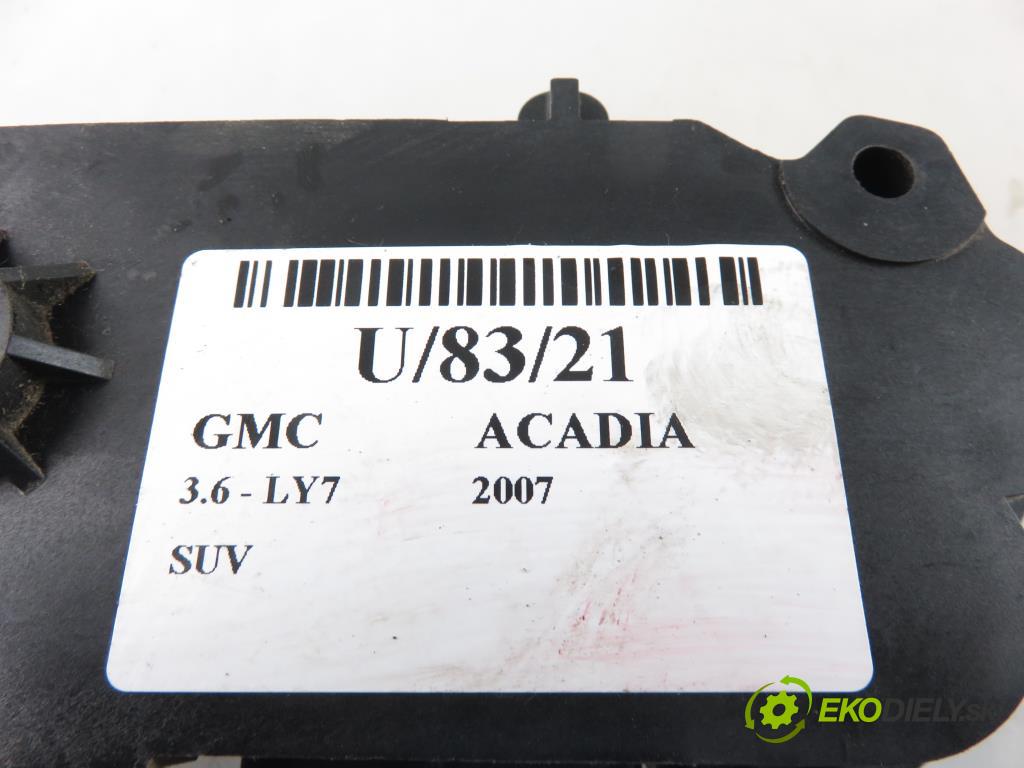 U/83/21
GMC ACADIA
3.6 - LY7 2007
SUV
EKODIELY.sk